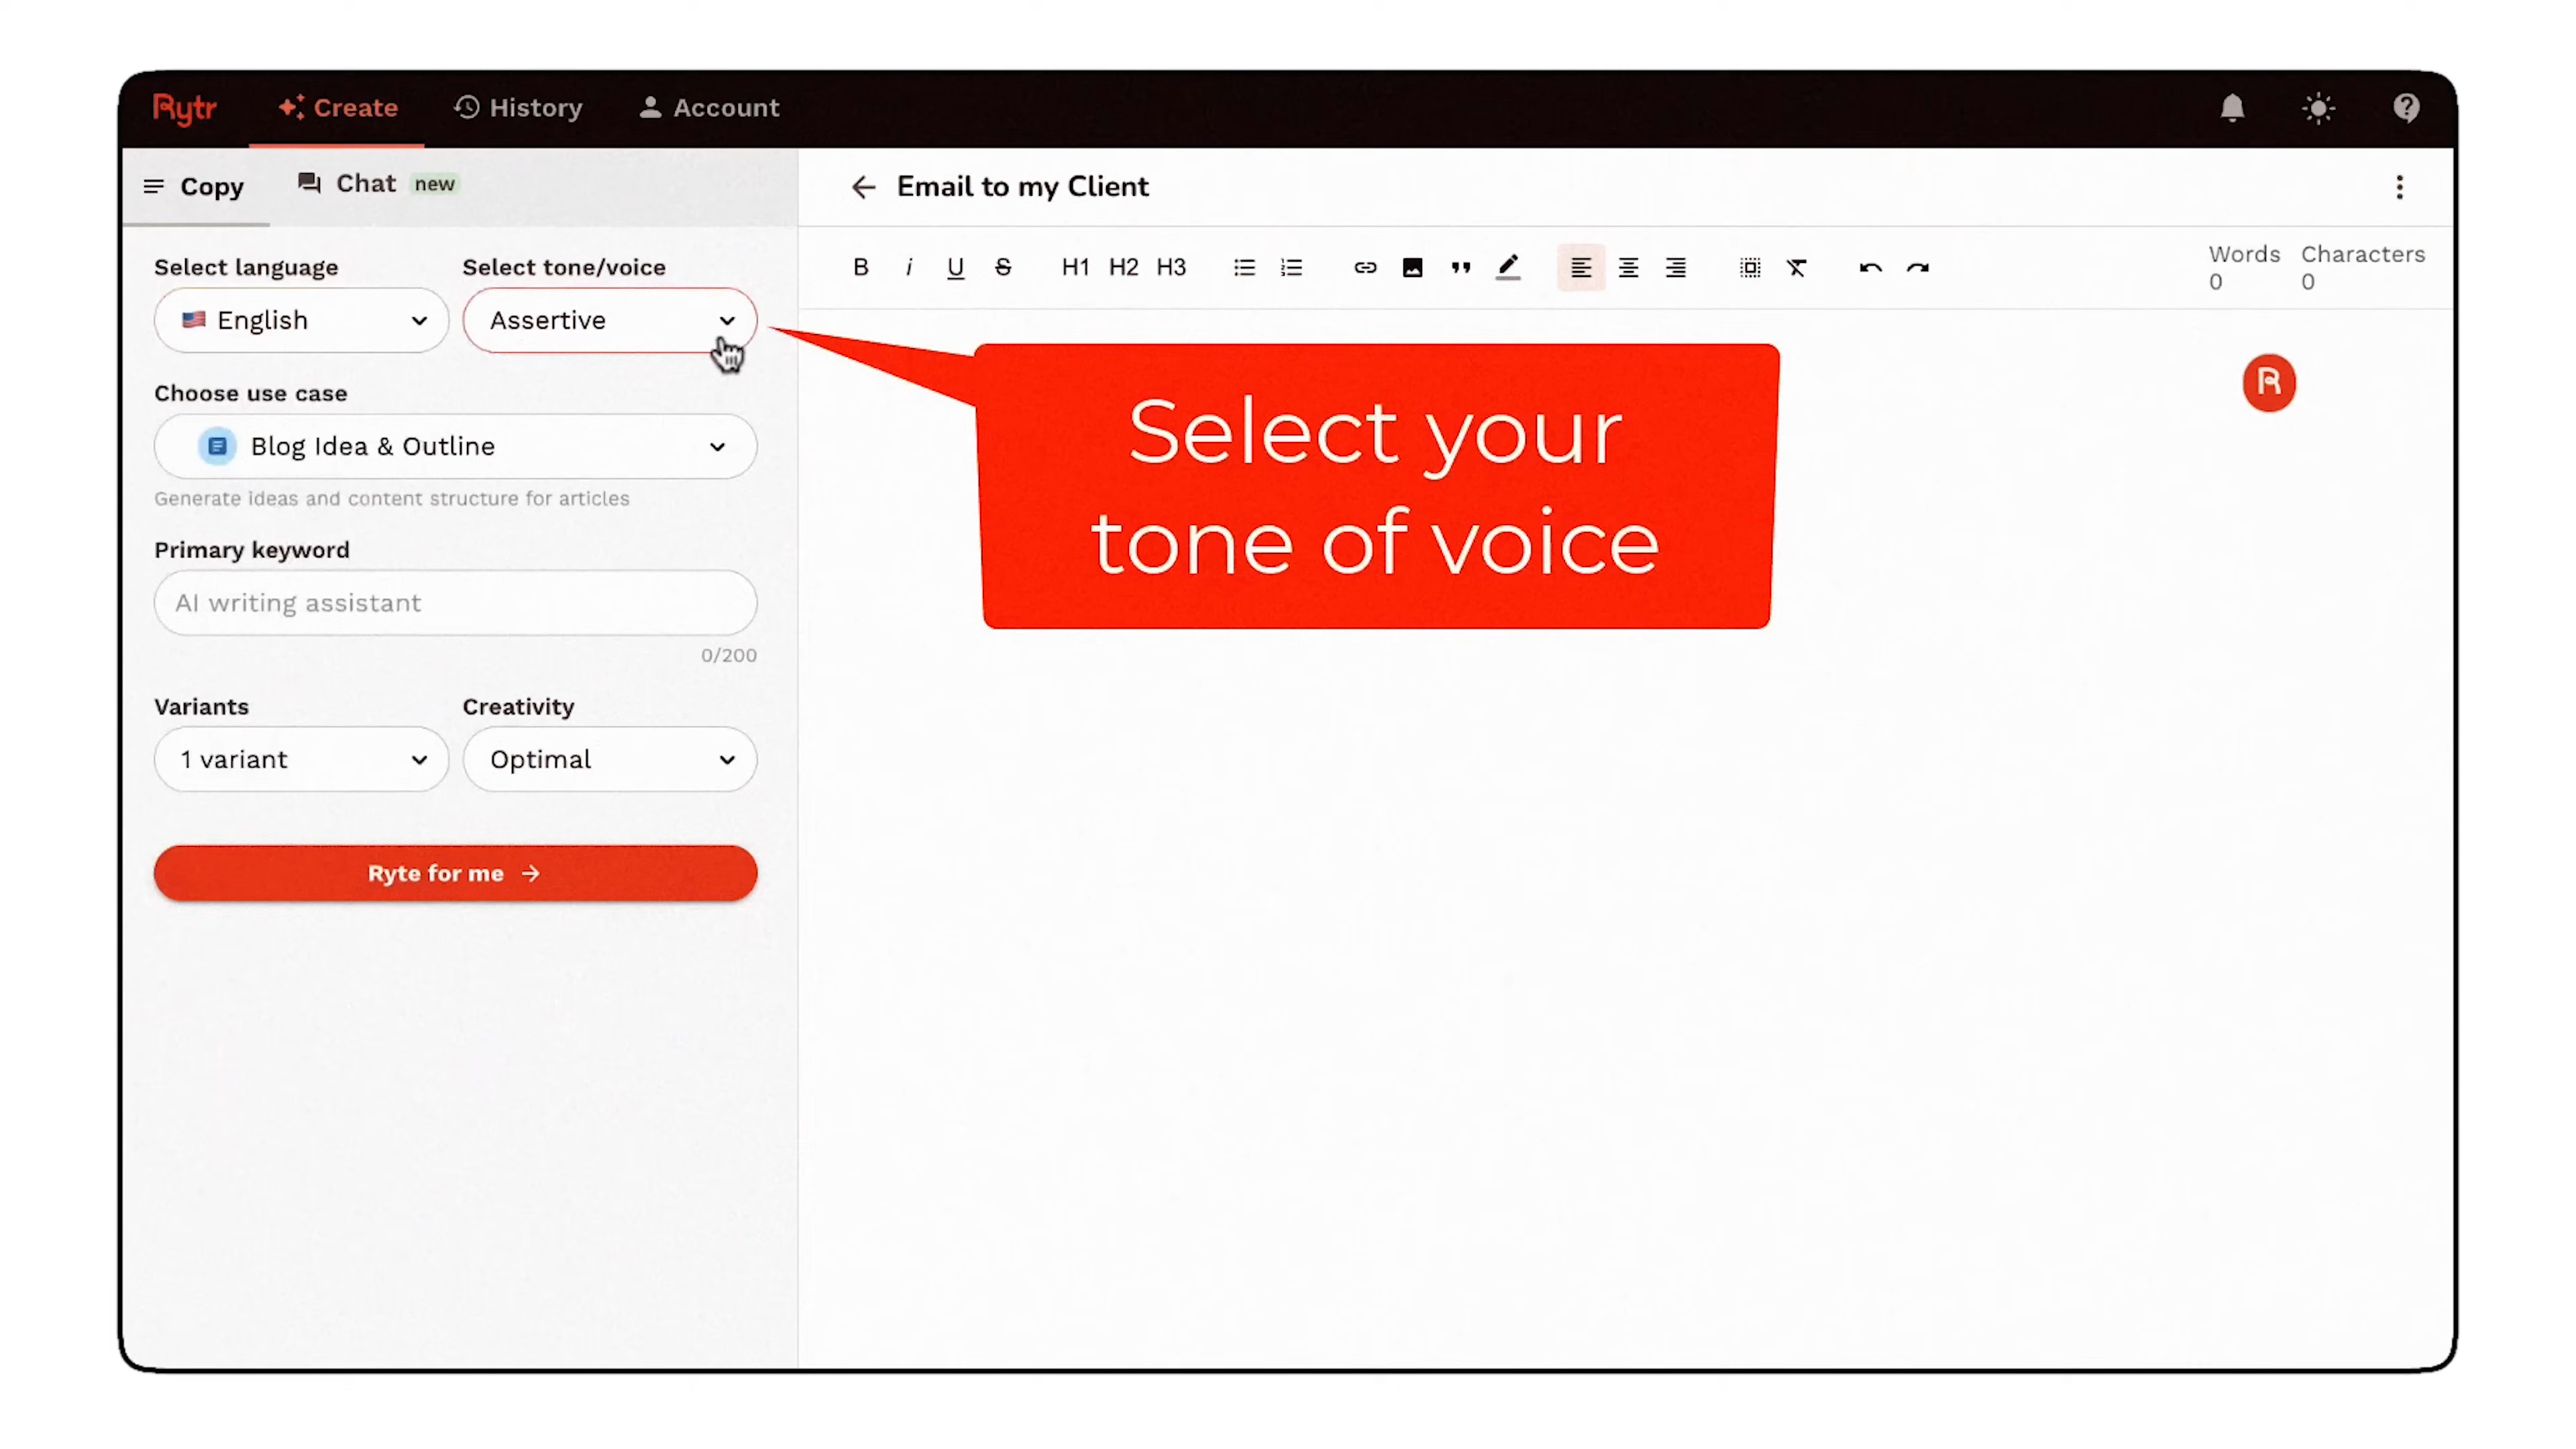 Rytr Create History Account
Copy Chat new
Email to my Client
Select language Select tone/voice
English Assertive
Choose use case
Blog Idea & Outline
Generate ideas and content structure for articles
Primary keyword
AI writing assistant
0/200
Variants Creativity
1 variant Optimal
Ryte for me →
B i U S H1 H2 H3
Words Characters
0 0
Select your
tone of voice
R